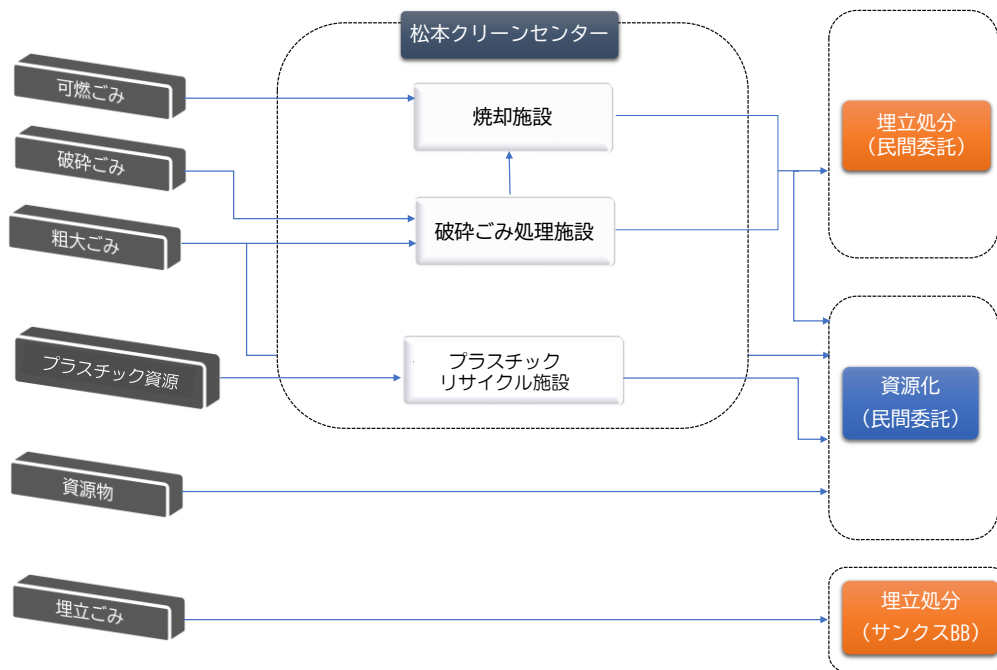 松本クリーンセンター
可燃ごみ
破砕ごみ
粗大ごみ
プラスチック資源
資源物
埋立ごみ
焼却施設
破砕ごみ処理施設
プラスチック
リサイクル施設
埋立処分
（民間委託）
資源化
（民間委託）
埋立処分
（サンクスBB）